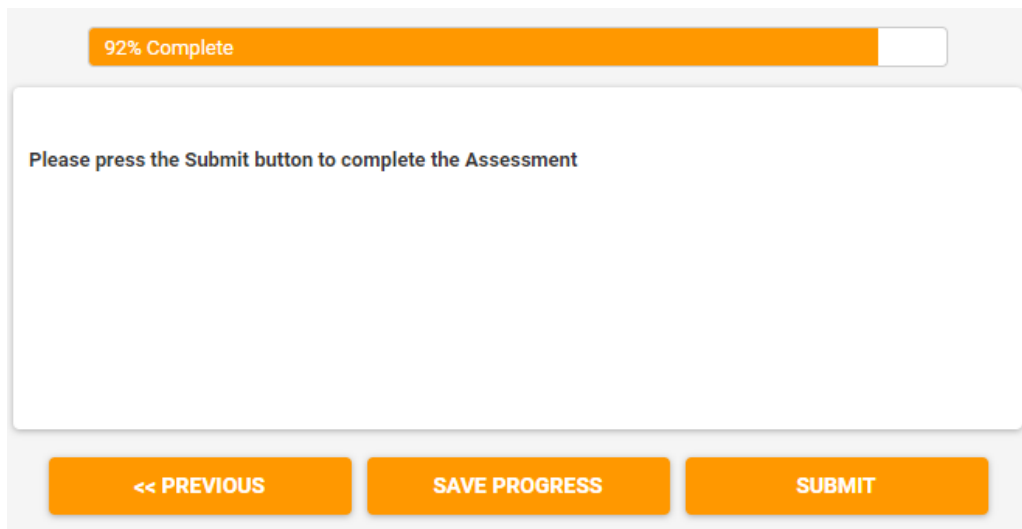 92% Complete
Please press the Submit button to complete the Assessment
<< PREVIOUS
SAVE PROGRESS
SUBMIT